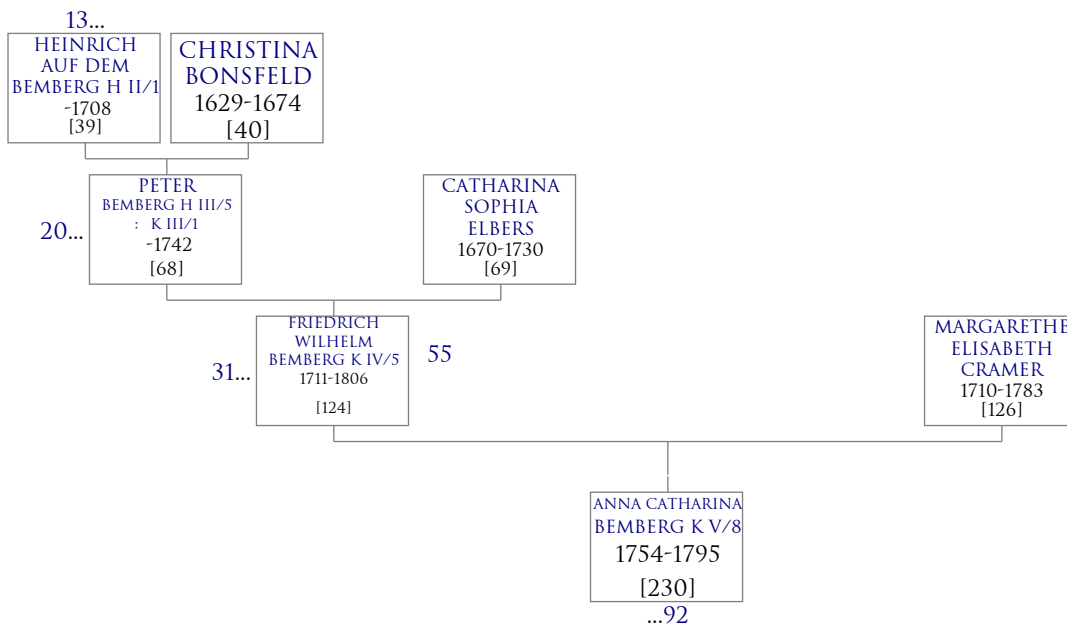 13...
HEINRICH
AUF DEM
BEMBERG H II/1
-1708
[39]
CHRISTINA
BONSFELD
1629-1674
[40]
20...
PETER
BEMBERG H III/5
: K III/1
-1742
[68]
CATHARINA
SOPHIA
ELBERS
1670-1730
[69]
31...
FRIEDRICH
WILHELM
BEMBERG K IV/5
1711-1806
[124]
55
MARGARETHE
ELISABETH
CRAMER
1710-1783
[126]
ANNA CATHARINA
BEMBERG K V/8
1754-1795
[230]
...92